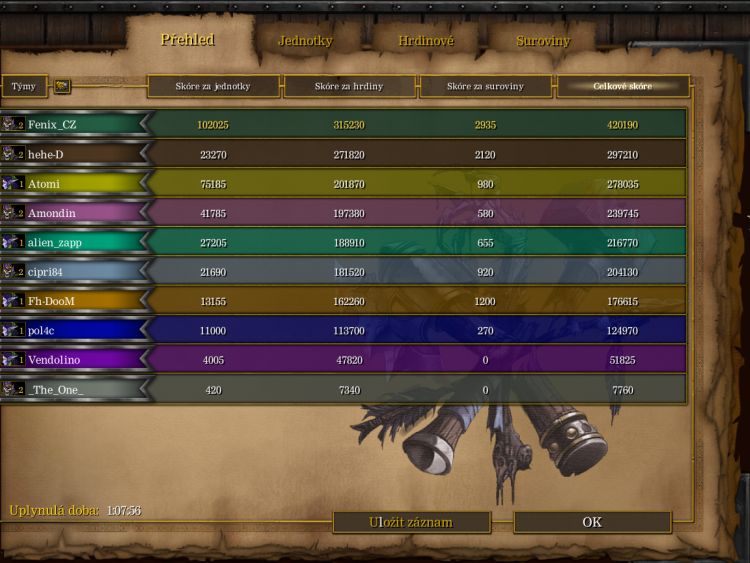 Přehled Jednotky Hrdinové Suroviny
Týmy Skóre za jednotky Skóre za hrdiny Skóre za suroviny Celkové skóre
2 Fenix_CZ 102025 315230 2935 420190
2 hehe-D 23270 271820 2120 297210
1 Atomi 75185 201870 980 278035
2 Amondin 41785 197380 580 239745
1 alien_zapp 27205 188910 655 216770
2 cipri84 21690 181520 920 204130
1 Fh-DooM 13155 162260 1200 176615
1 pol4c 11000 113700 270 124970
1 Vendolino 4005 47820 0 51825
2 _The_One_ 420 7340 0 7760
Uplynulá doba: 1:07:56
Uložit záznam OK